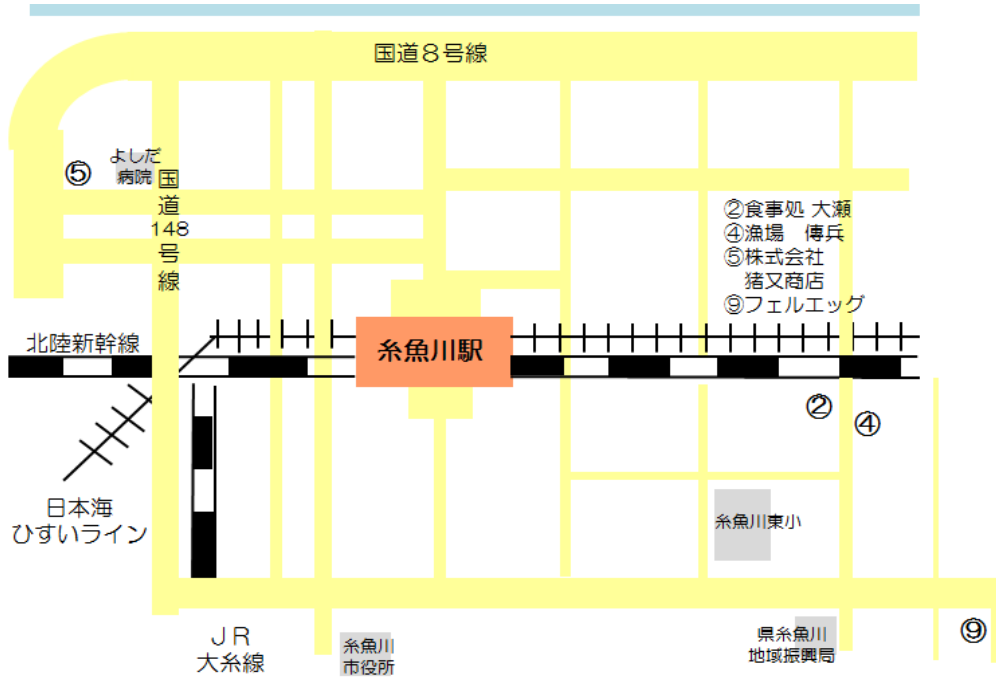 国道８号線
よしだ
病院
⑤
国
道
148
号
線
②食事処 大瀬
④漁場　傳兵
⑤株式会社
猪又商店
⑨フェルエッグ
北陸新幹線
糸魚川駅
②
④
日本海
ひすいライン
糸魚川東小
ＪＲ
大糸線
糸魚川
市役所
県糸魚川
地域振興局
⑨